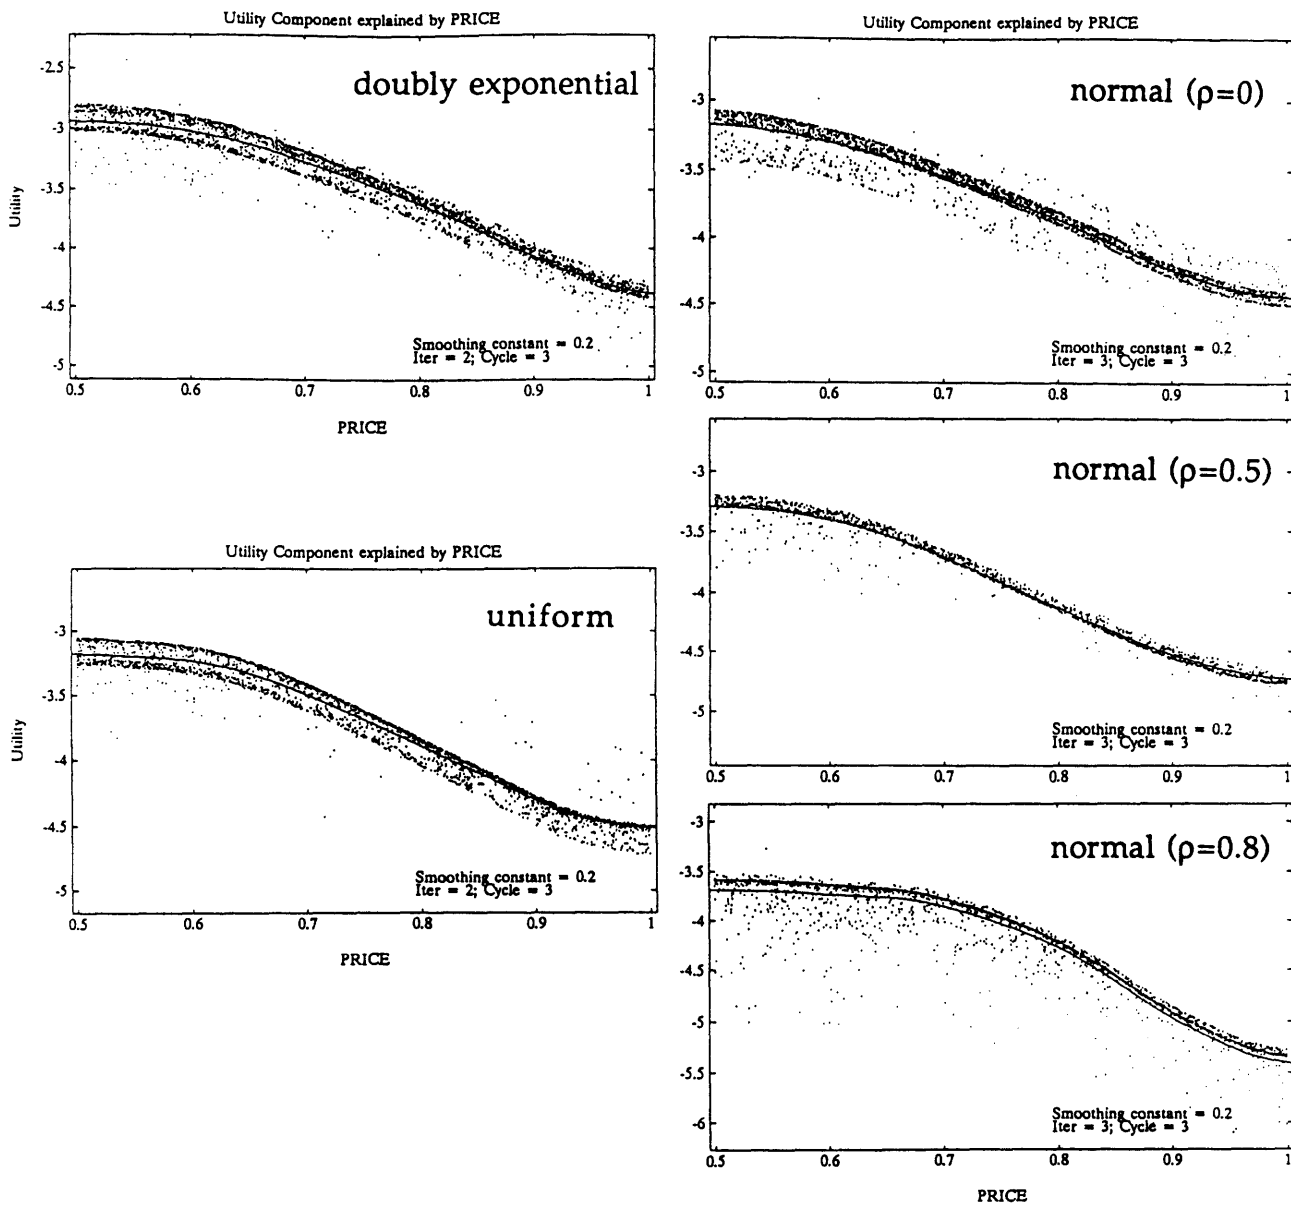 Utility Component explained by PRICE
doubly exponential
-2.5
-3
-3.5
-4
-4.5
-5
Utility
Smoothing constant = 0.2
Iter = 2; Cycle = 3
0.5 0.6 0.7 0.8 0.9 1
PRICE
Utility Component explained by PRICE
uniform
-3
-3.5
-4
-4.5
-5
Utility
Smoothing constant = 0.2
Iter = 2; Cycle = 3
0.5 0.6 0.7 0.8 0.9 1
PRICE
Utility Component explained by PRICE
normal (ρ=0)
-3
-3.5
-4
-4.5
-5
Smoothing constant = 0.2
Iter = 3; Cycle = 3
0.5 0.6 0.7 0.8 0.9 1
normal (ρ=0.5)
-3
-3.5
-4
-4.5
-5
Smoothing constant = 0.2
Iter = 3; Cycle = 3
0.5 0.6 0.7 0.8 0.9 1
normal (ρ=0.8)
-3
-3.5
-4
-4.5
-5
-5.5
-6
Smoothing constant = 0.2
Iter = 3; Cycle = 3
0.5 0.6 0.7 0.8 0.9 1
PRICE